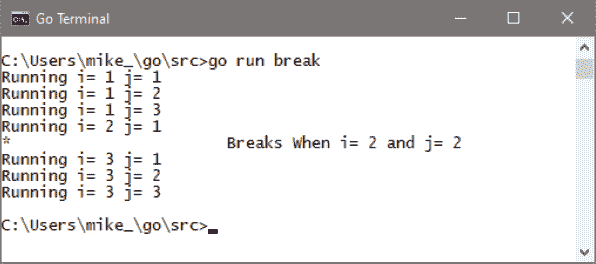 Go Terminal
C:\Users\mike_\go\src>go run break
Running i= 1 j= 1
Running i= 1 j= 2
Running i= 1 j= 3
Running i= 2 j= 1
* Breaks When i= 2 and j= 2
Running i= 3 j= 1
Running i= 3 j= 2
Running i= 3 j= 3
C:\Users\mike_\go\src>